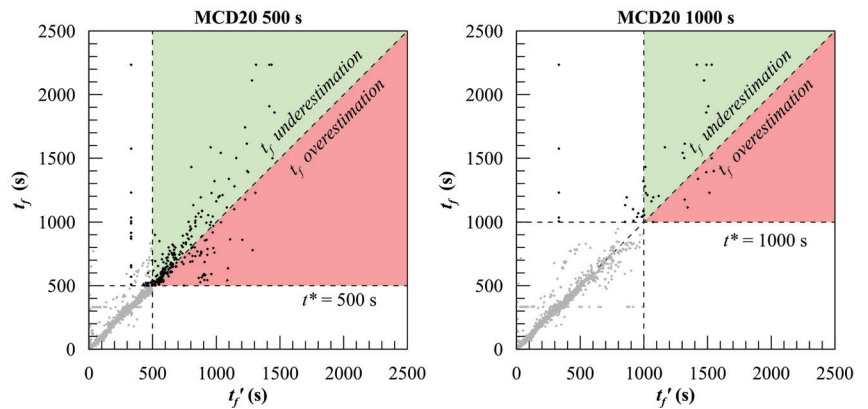 MCD20 500 s
2500
2000
1500
1000
500
0
t_f (s)
t_f underestimation
t_f overestimation
t* = 500 s
0 500 1000 1500 2000 2500
t_f' (s)
MCD20 1000 s
2500
2000
1500
1000
500
0
t_f (s)
t_f underestimation
t_f overestimation
t* = 1000 s
0 500 1000 1500 2000 2500
t_f' (s)